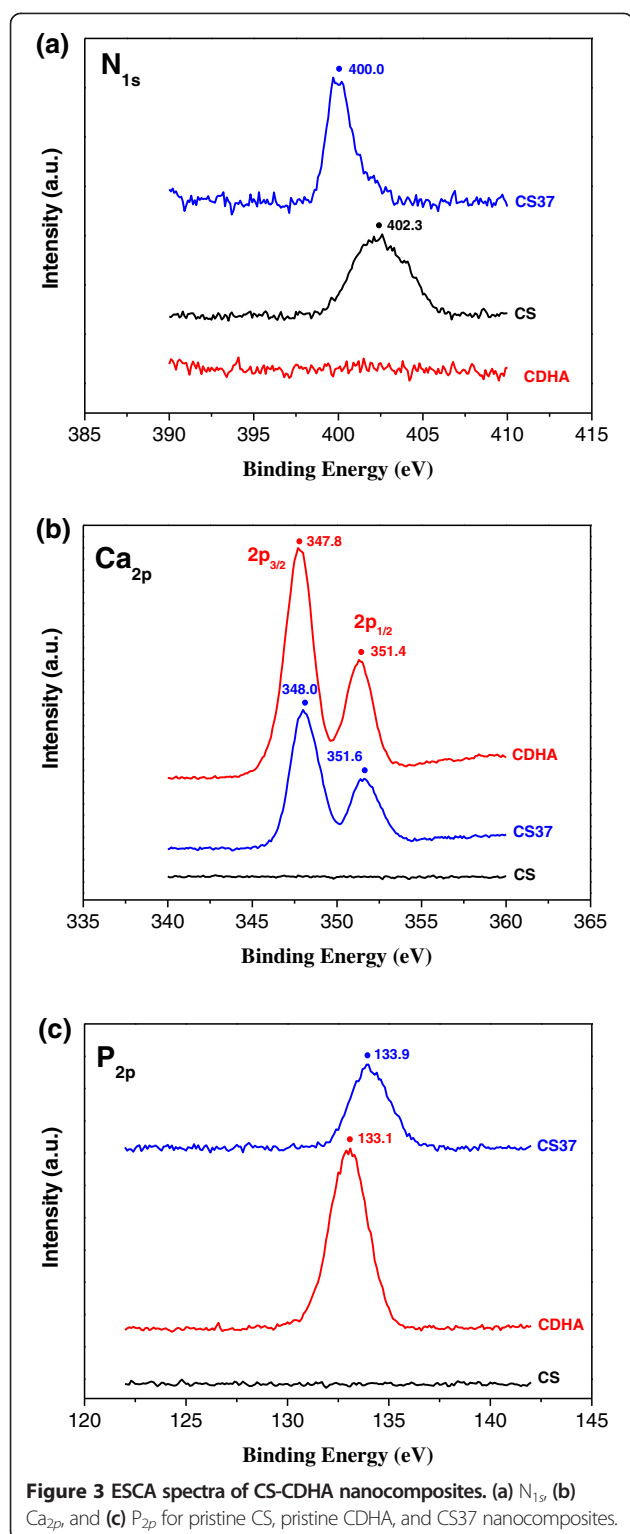 (a)
N1s
400.0
CS37
402.3
CS
CDHA
Intensity (a.u.)
385 390 395 400 405 410 415
Binding Energy (eV)
(b)
Ca2p
2p3/2
347.8
2p1/2
351.4
348.0
351.6
CDHA
CS37
CS
Intensity (a.u.)
335 340 345 350 355 360 365
Binding Energy (eV)
(c)
P2p
133.9
CS37
133.1
CDHA
CS
Intensity (a.u.)
120 125 130 135 140 145
Binding Energy (eV)
Figure 3 ESCA spectra of CS-CDHA nanocomposites. (a) N1s, (b)
Ca2p, and (c) P2p for pristine CS, pristine CDHA, and CS37 nanocomposites.